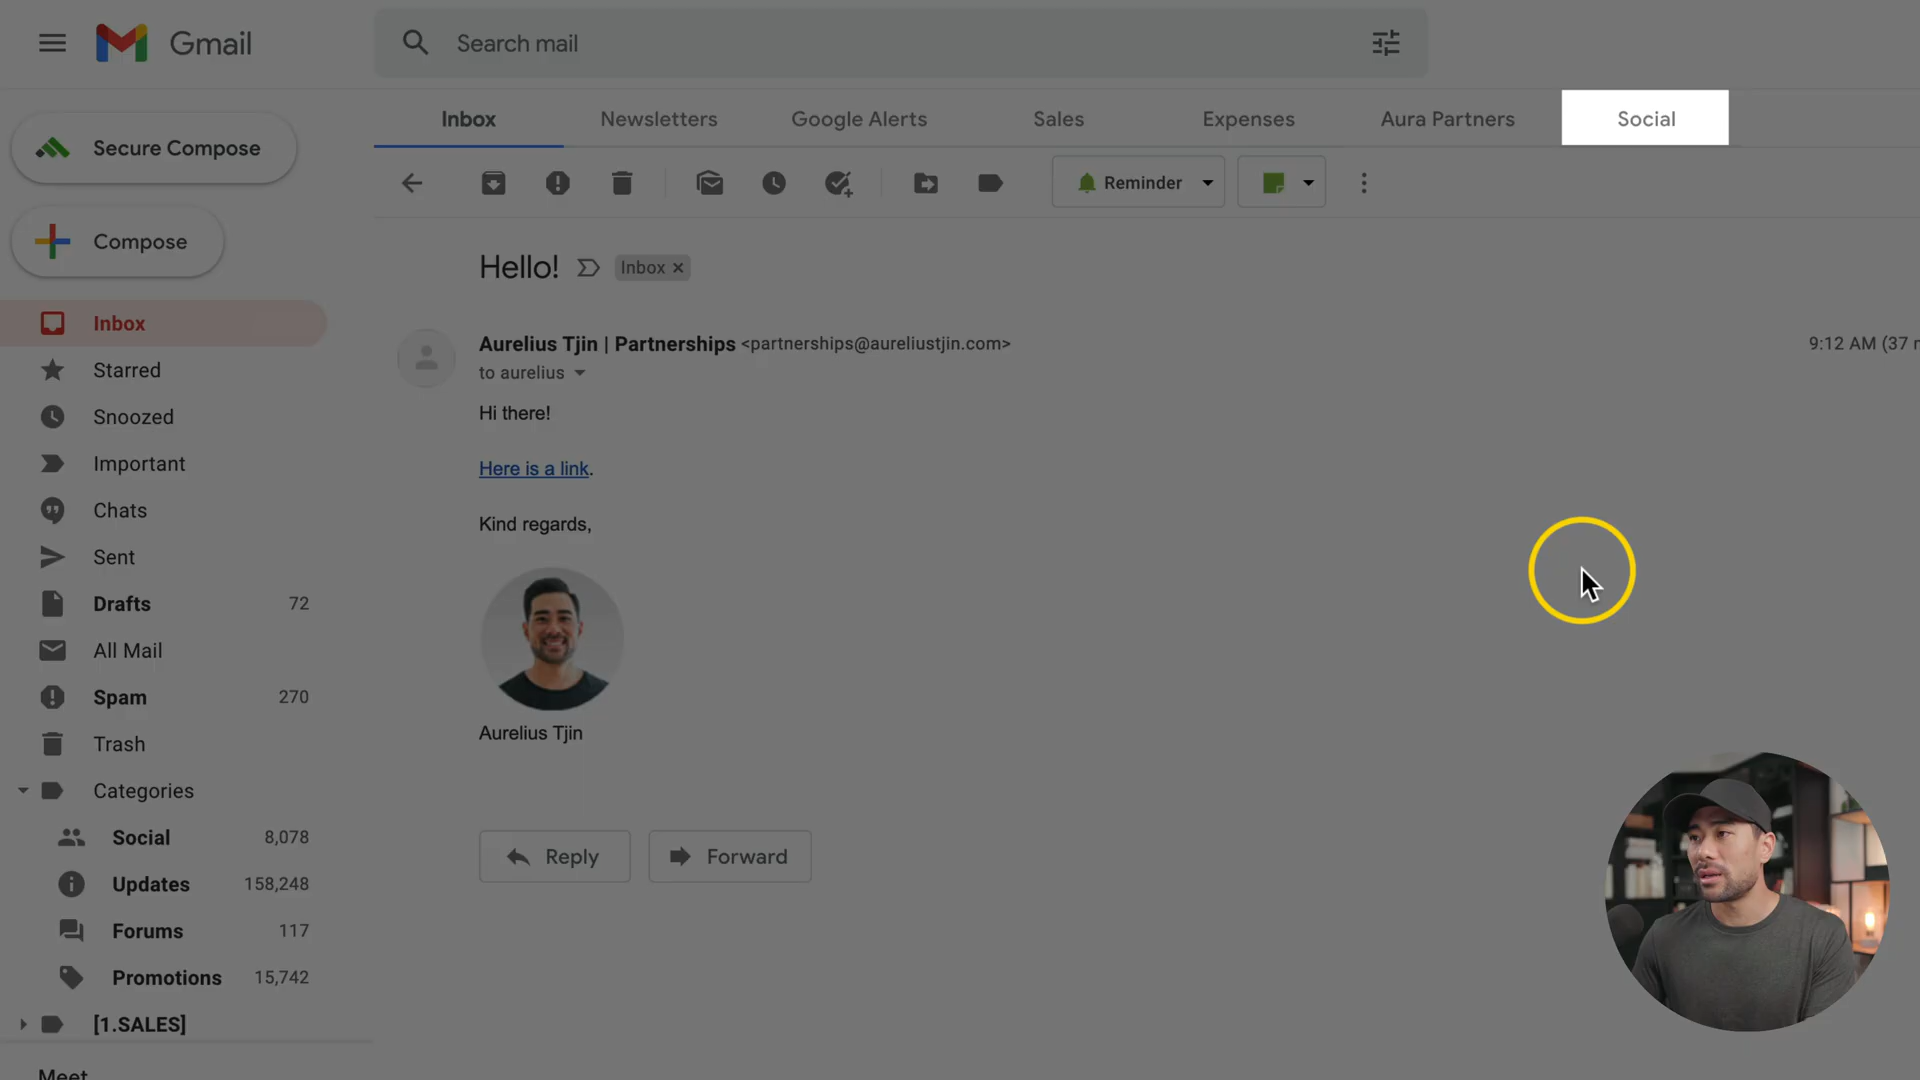 Gmail
Search mail
Inbox
Newsletters
Google Alerts
Sales
Expenses
Aura Partners
Social
Secure Compose
Compose
Reminder
Hello!
Inbox ×
Aurelius Tjin | Partnerships <partnerships@aureliustjin.com>
9:12 AM (37 m
to aurelius
Hi there!
Here is a link.
Kind regards,
Aurelius Tjin
Reply
Forward
Inbox
Starred
Snoozed
Important
Chats
Sent
Drafts 72
All Mail
Spam 270
Trash
Categories
Social 8,078
Updates 158,248
Forums 117
Promotions 15,742
[1.SALES]
Meet